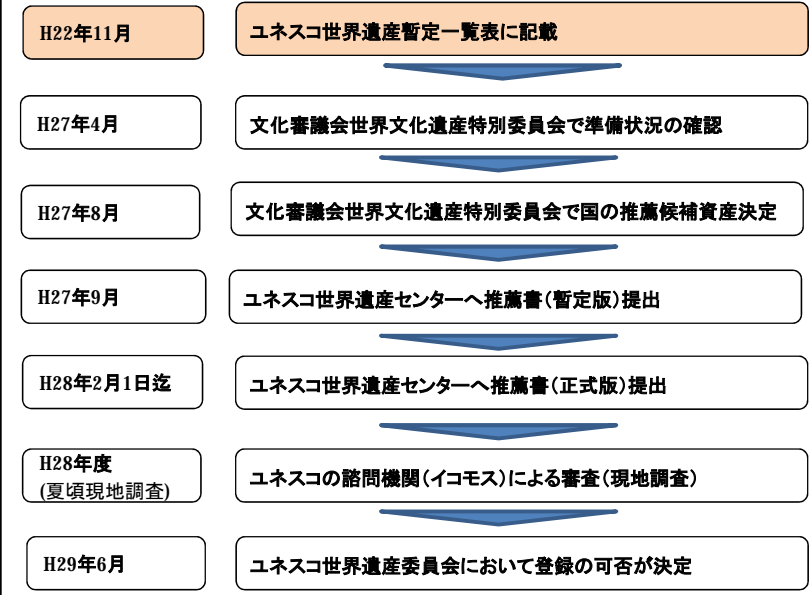 H22年11月
ユネスコ世界遺産暫定一覧表に記載
H27年4月
文化審議会世界文化遺産特別委員会で準備状況の確認
H27年8月
文化審議会世界文化遺産特別委員会で国の推薦候補資産決定
H27年9月
ユネスコ世界遺産センターへ推薦書(暫定版)提出
H28年2月1日迄
ユネスコ世界遺産センターへ推薦書(正式版)提出
H28年度
(夏頃現地調査)
ユネスコの諮問機関(イコモス)による審査(現地調査)
H29年6月
ユネスコ世界遺産委員会において登録の可否が決定